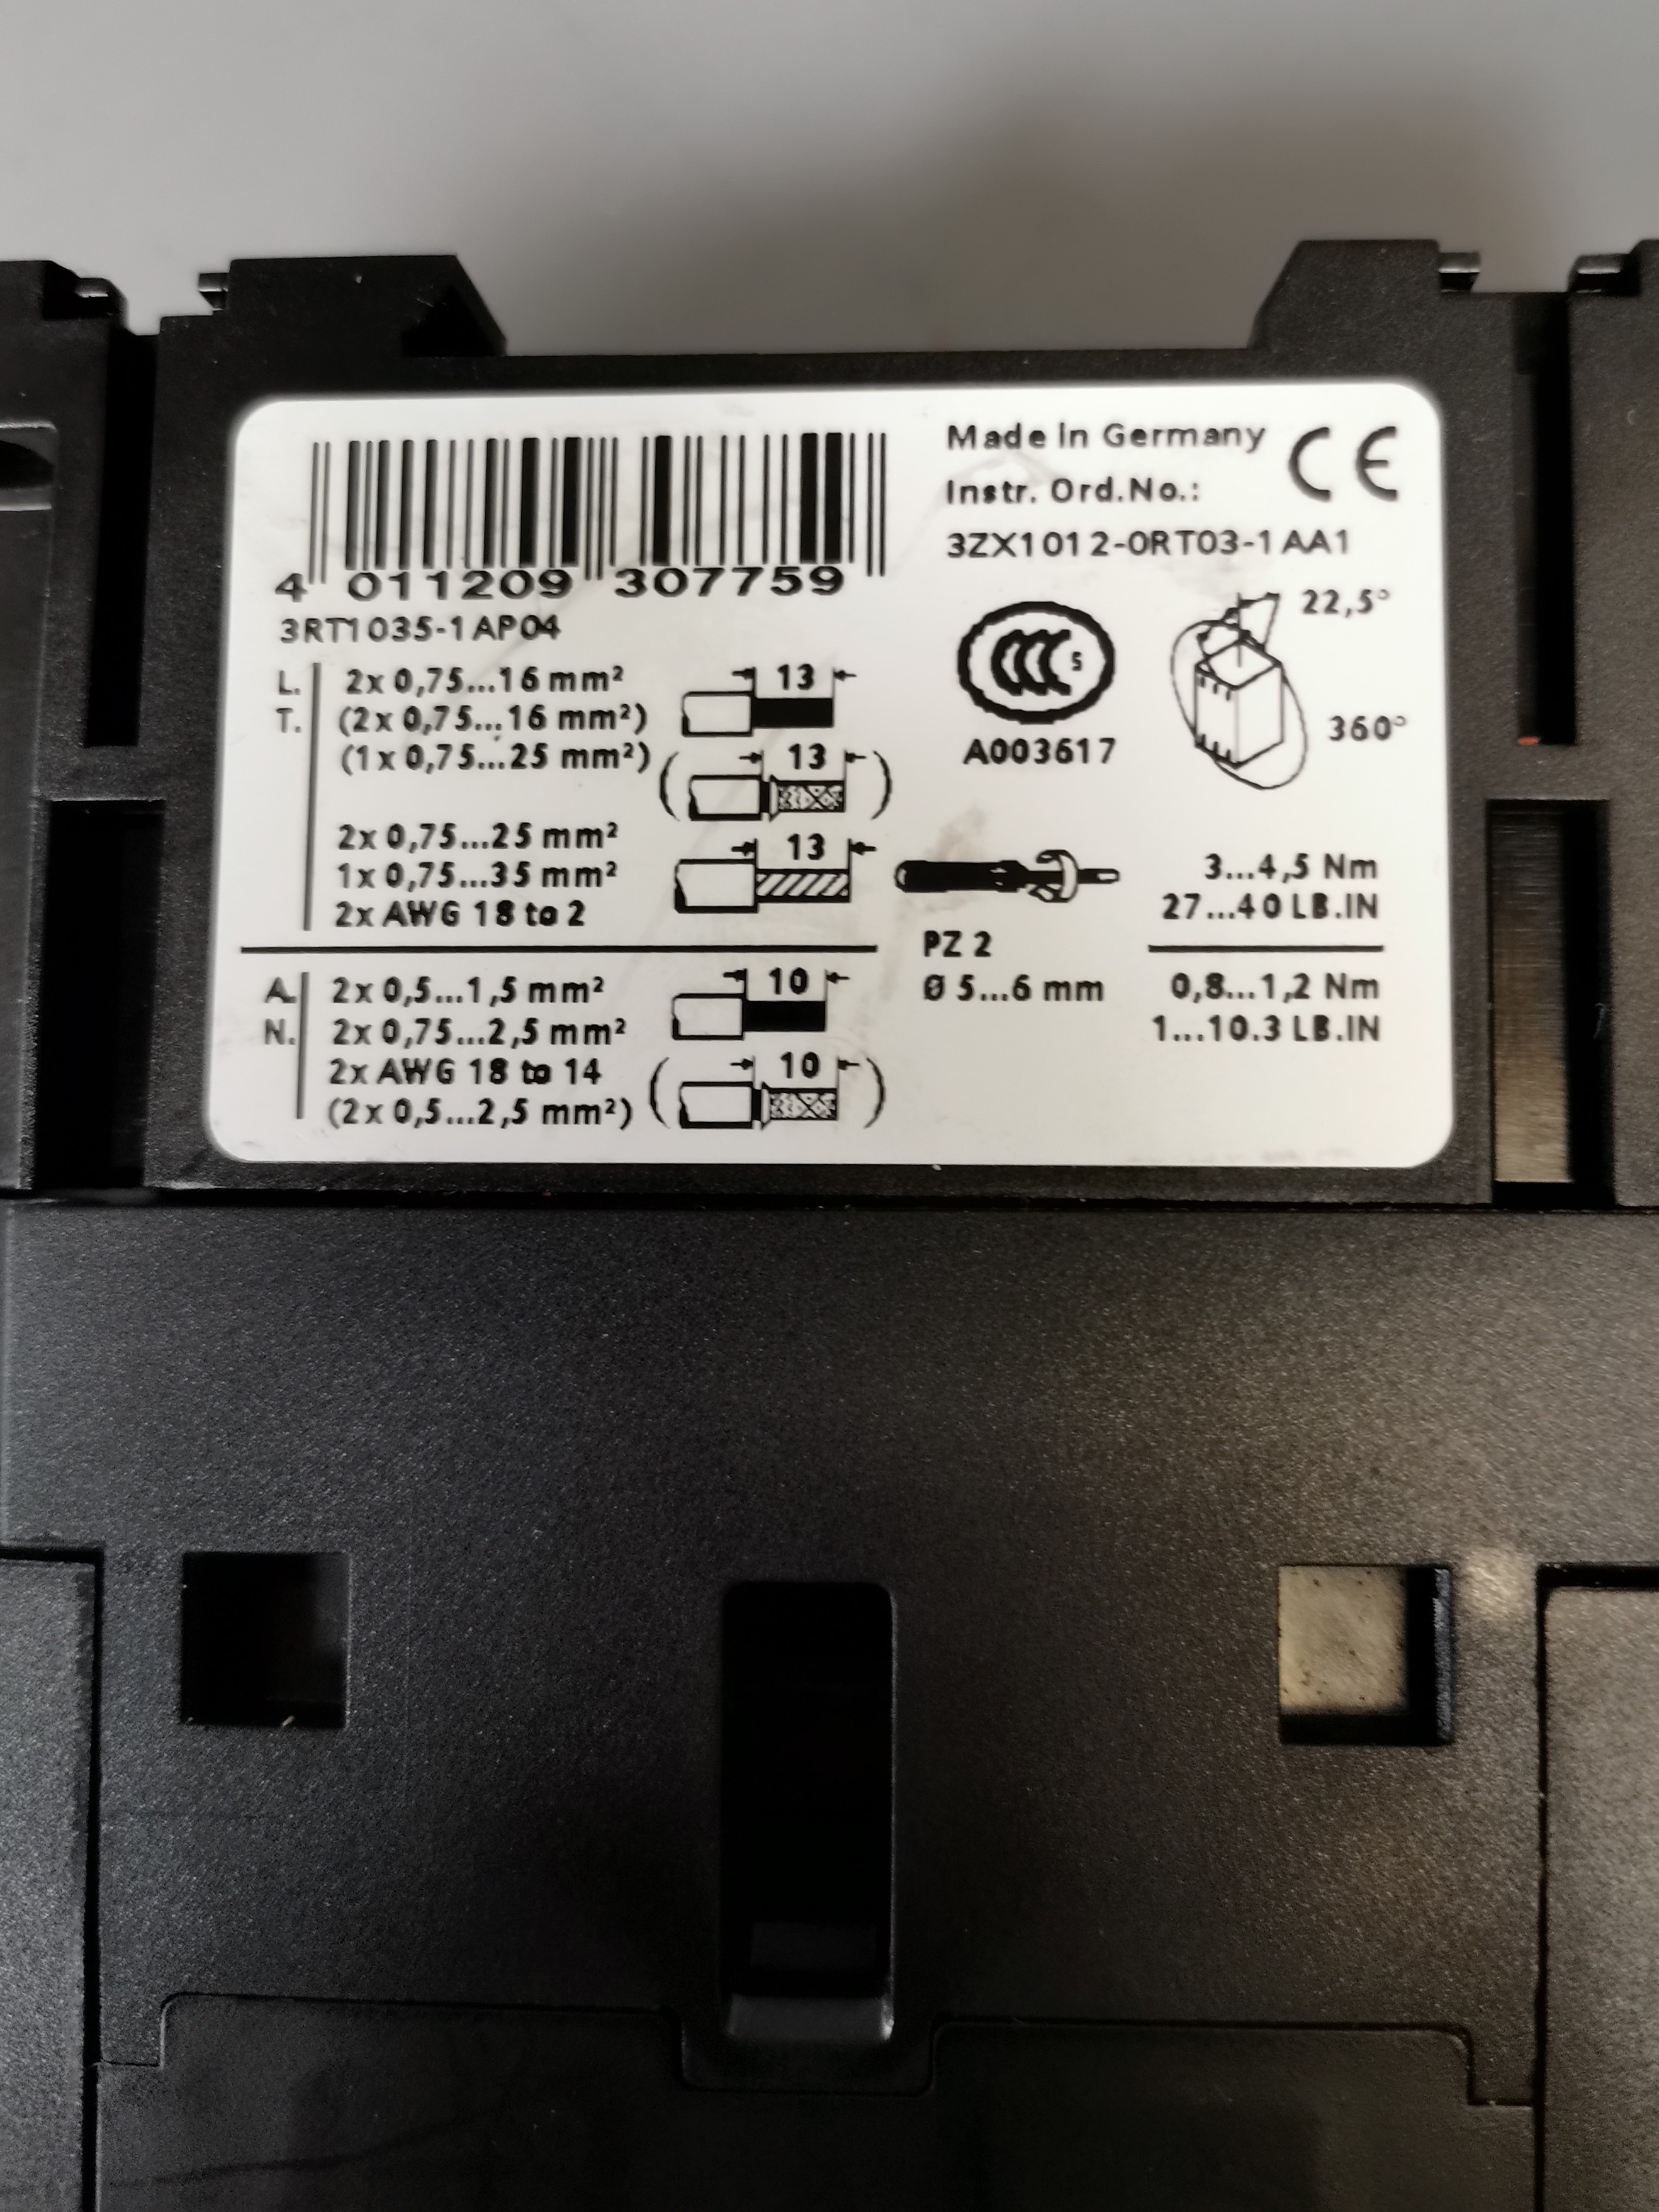 Made in Germany CE
Instr. Ord.No.:
3ZX1012-0RT03-1AA1
4 011209 307759
3RT1035-1AP04
22,5°
360°
CCC S
A003617
L. 2x 0,75...16 mm² 13
T. (2x 0,75...16 mm²)
(1x 0,75...25 mm²) ( 13 )
2x 0,75...25 mm² 13
1x 0,75...35 mm²
2x AWG 18 to 2
3...4,5 Nm
27...40 LB.IN
PZ 2
Ø 5...6 mm
A. 2x 0,5...1,5 mm² 10
N. 2x 0,75...2,5 mm²
2x AWG 18 to 14 10
(2x 0,5...2,5 mm²) ( )
0,8...1,2 Nm
1...10.3 LB.IN